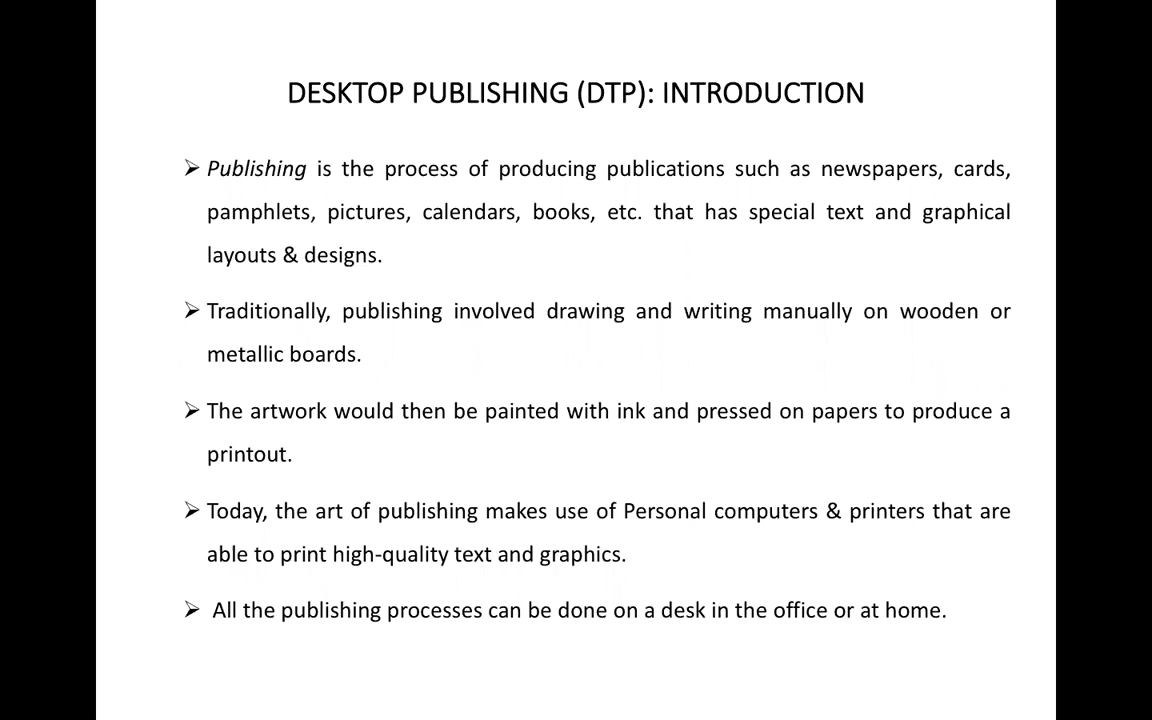 DESKTOP PUBLISHING (DTP): INTRODUCTION
➢ Publishing is the process of producing publications such as newspapers, cards,
pamphlets, pictures, calendars, books, etc. that has special text and graphical
layouts & designs.
➢ Traditionally, publishing involved drawing and writing manually on wooden or
metallic boards.
➢ The artwork would then be painted with ink and pressed on papers to produce a
printout.
➢ Today, the art of publishing makes use of Personal computers & printers that are
able to print high-quality text and graphics.
➢ All the publishing processes can be done on a desk in the office or at home.